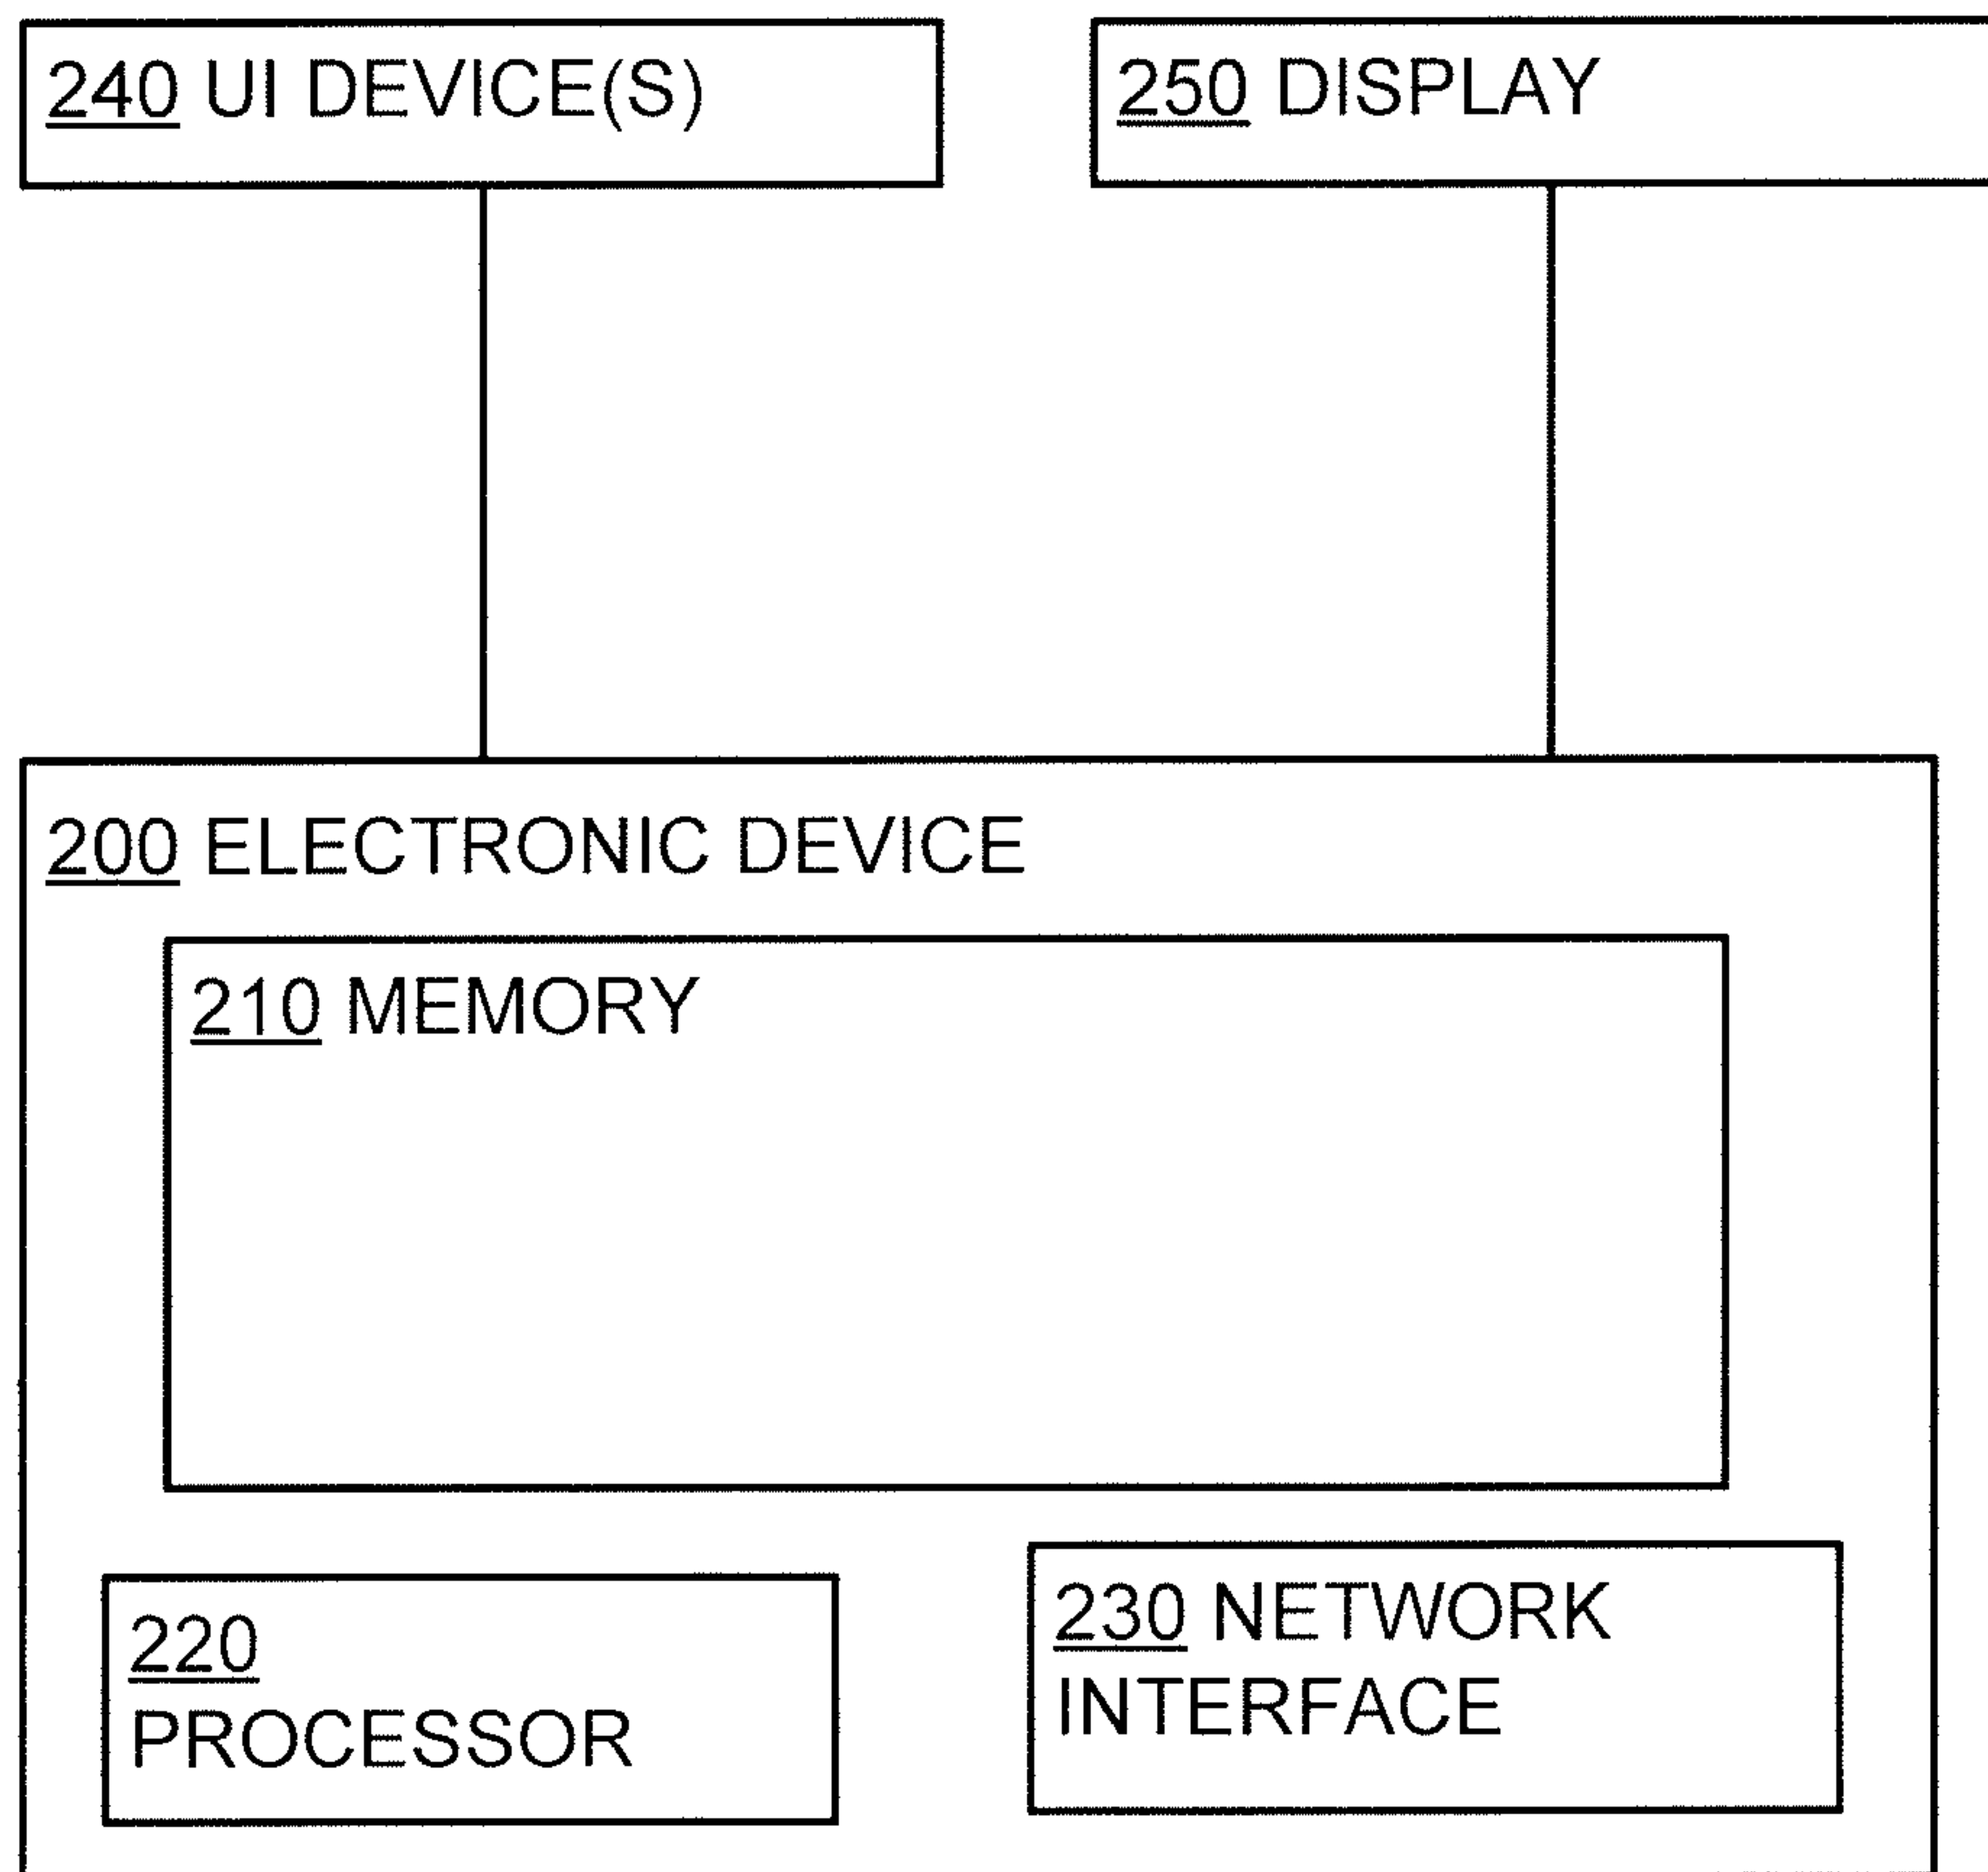 240 UI DEVICE(S)
250 DISPLAY
200 ELECTRONIC DEVICE
210 MEMORY
220
PROCESSOR
230 NETWORK
INTERFACE